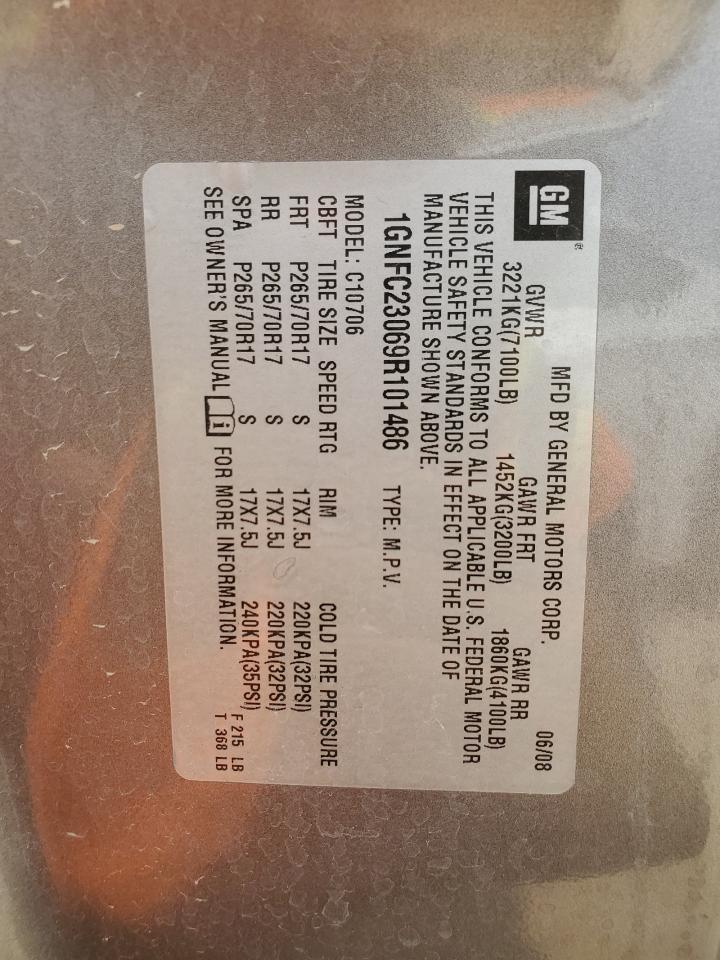 GM®
MFD BY GENERAL MOTORS CORP. 06/08
GVWR GAWR FRT GAWR RR
3221KG(7100LB) 1452KG(3200LB) 1860KG(4100LB)
THIS VEHICLE CONFORMS TO ALL APPLICABLE U.S. FEDERAL MOTOR
VEHICLE SAFETY STANDARDS IN EFFECT ON THE DATE OF
MANUFACTURE SHOWN ABOVE.
1GNFC23069R101486 TYPE: M.P.V.
MODEL: C10706
CBFT TIRE SIZE SPEED RTG RIM COLD TIRE PRESSURE
FRT P265/70R17 S 17X7.5J 220KPA(32PSI)
RR P265/70R17 S 17X7.5J 220KPA(32PSI)
SPA P265/70R17 S 17X7.5J 240KPA(35PSI)
SEE OWNER'S MANUAL FOR MORE INFORMATION.
F 215 LB
T 368 LB